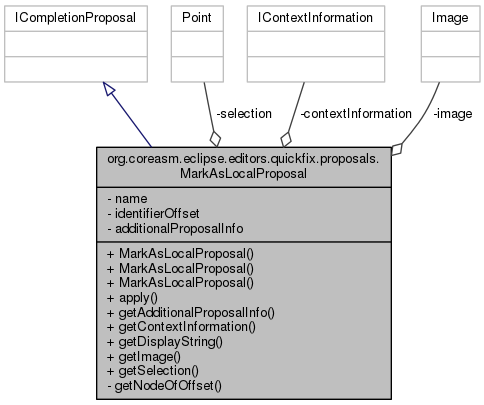 ICompletionProposal
Point
IContextInformation
Image
-selection
-contextInformation
-image
org.coreasm.eclipse.editors.quickfix.proposals.
MarkAsLocalProposal
- name
- identifierOffset
- additionalProposalInfo
+ MarkAsLocalProposal()
+ MarkAsLocalProposal()
+ MarkAsLocalProposal()
+ apply()
+ getAdditionalProposalInfo()
+ getContextInformation()
+ getDisplayString()
+ getImage()
+ getSelection()
- getNodeOfOffset()